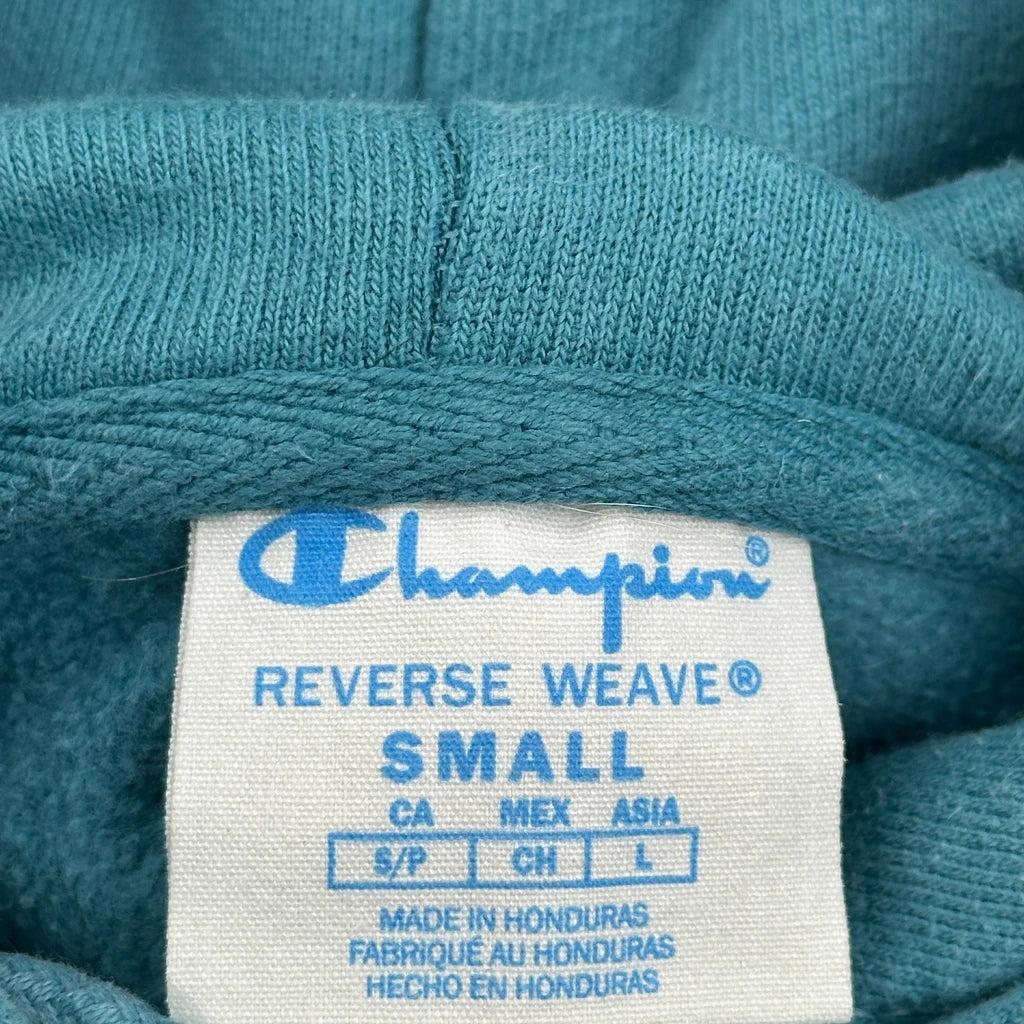 Champion®
REVERSE WEAVE®
SMALL
CA MEX ASIA
S/P CH L
MADE IN HONDURAS
FABRIQUÉ AU HONDURAS
HECHO EN HONDURAS